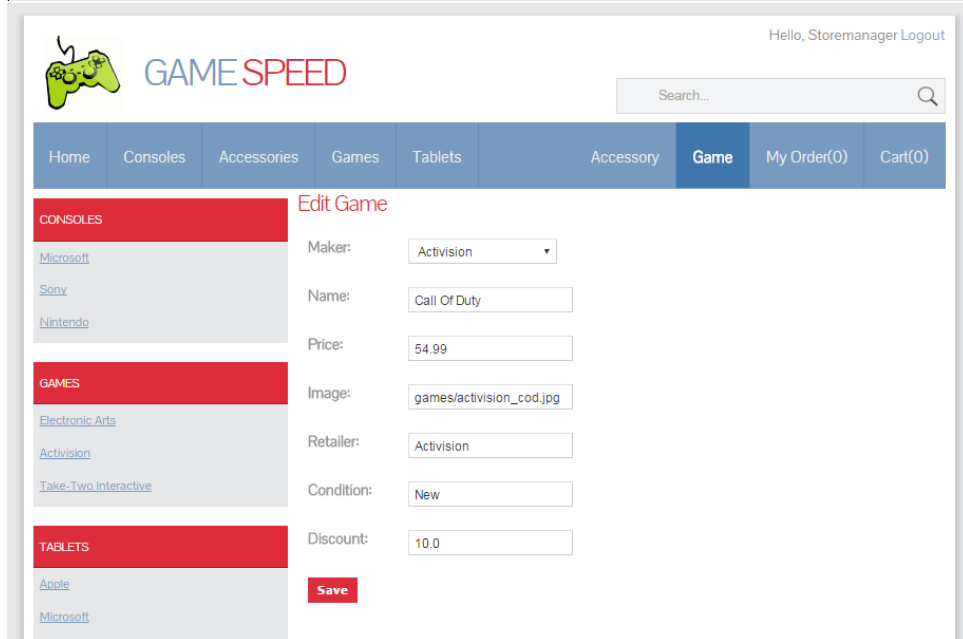 Hello, Storemanager Logout
GAME SPEED
Search...
Home Consoles Accessories Games Tablets Accessory Game My Order(0) Cart(0)
CONSOLES
Microsoft
Sony
Nintendo
GAMES
Electronic Arts
Activision
Take-Two Interactive
TABLETS
Apple
Microsoft
Edit Game
Maker: Activision
Name: Call Of Duty
Price: 54.99
Image: games/activision_cod.jpg
Retailer: Activision
Condition: New
Discount: 10.0
Save